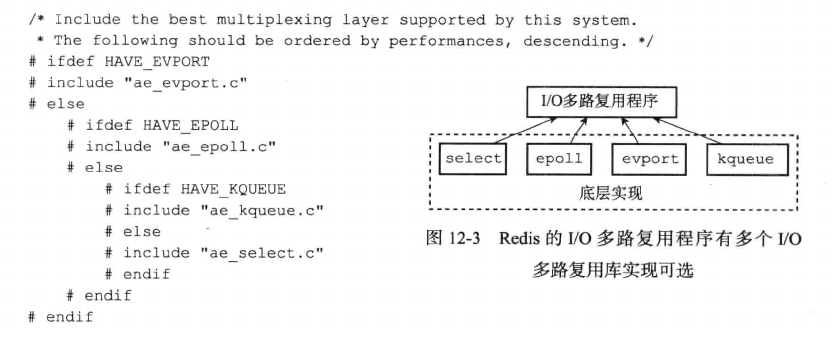 /* Include the best multiplexing layer supported by this system.
 * The following should be ordered by performances, descending. */
# ifdef HAVE_EVPORT
# include "ae_evport.c"
# else
    # ifdef HAVE_EPOLL
    # include "ae_epoll.c"
    # else
        # ifdef HAVE_KQUEUE
        # include "ae_kqueue.c"
        # else
        # include "ae_select.c"
        # endif
    # endif
# endif
I/O多路复用程序
select
epoll
evport
kqueue
底层实现
图 12-3 Redis 的 I/O 多路复用程序有多个 I/O
多路复用库实现可选